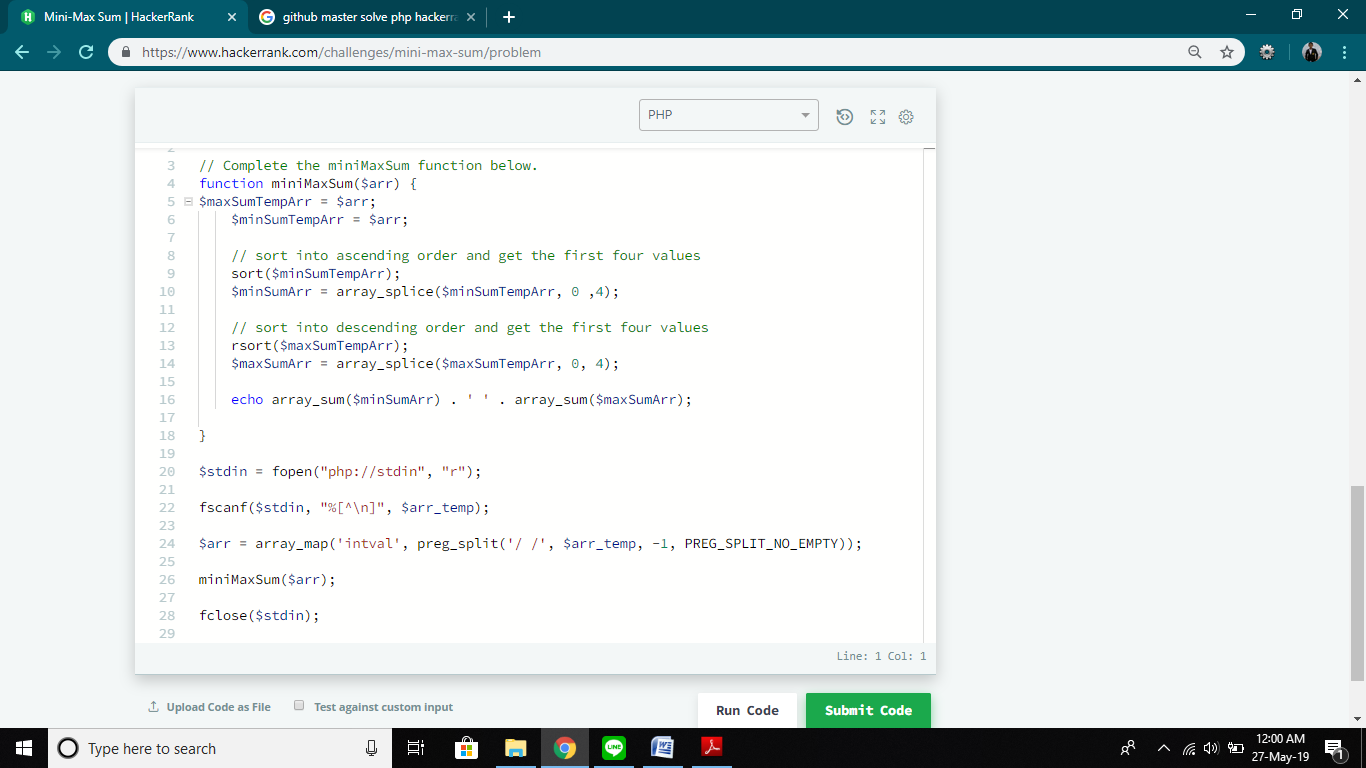 Mini-Max Sum | HackerRank
github master solve php hackerra
https://www.hackerrank.com/challenges/mini-max-sum/problem
PHP
2
3 // Complete the miniMaxSum function below.
4 function miniMaxSum($arr) {
5 $maxSumTempArr = $arr;
6 $minSumTempArr = $arr;
7
8 // sort into ascending order and get the first four values
9 sort($minSumTempArr);
10 $minSumArr = array_splice($minSumTempArr, 0 ,4);
11
12 // sort into descending order and get the first four values
13 rsort($maxSumTempArr);
14 $maxSumArr = array_splice($maxSumTempArr, 0, 4);
15
16 echo array_sum($minSumArr) . ' ' . array_sum($maxSumArr);
17
18 }
19
20 $stdin = fopen("php://stdin", "r");
21
22 fscanf($stdin, "%[^\n]", $arr_temp);
23
24 $arr = array_map('intval', preg_split('/ /', $arr_temp, -1, PREG_SPLIT_NO_EMPTY));
25
26 miniMaxSum($arr);
27
28 fclose($stdin);
29
Line: 1 Col: 1
Upload Code as File
Test against custom input
Run Code
Submit Code
Type here to search
LINE
12:00 AM
27-May-19
1